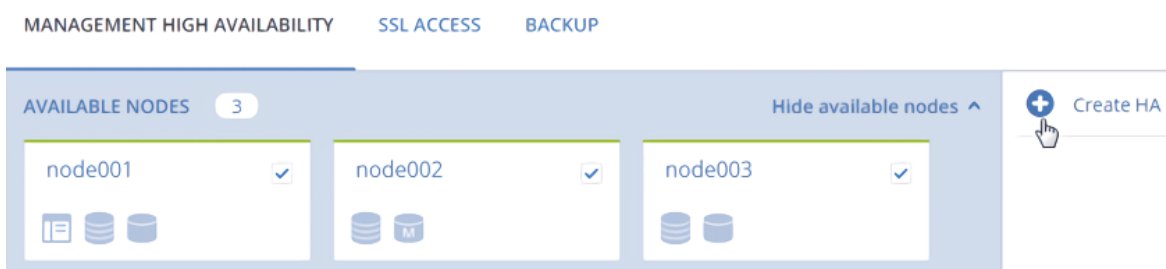 MANAGEMENT HIGH AVAILABILITY SSL ACCESS BACKUP
AVAILABLE NODES 3 Hide available nodes Create HA
node001 node002 node003
M